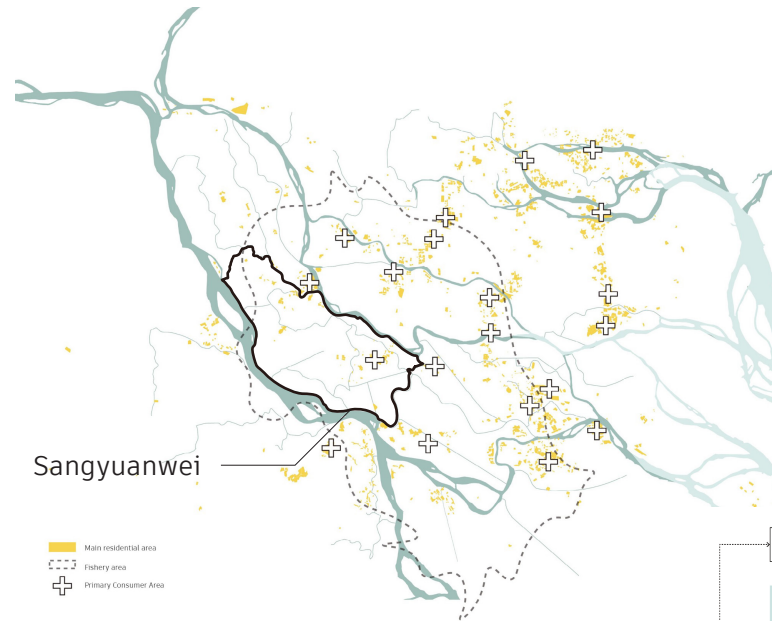 Sangyuanwei
Main residential area
Fishery area
Primary Consumer Area